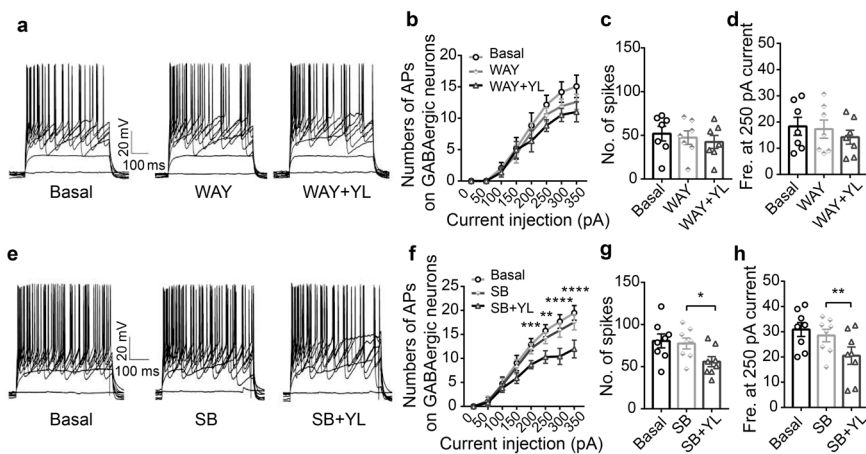 a
20 mV
100 ms
Basal
WAY
WAY+YL
b
Numbers of APs
on GABAergic neurons
20
15
10
5
0
Basal
WAY
WAY+YL
0
50
100
150
200
250
300
350
Current injection (pA)
c
No. of spikes
150
100
50
0
Basal
WAY
WAY+YL
d
Fre. at 250 pA current
50
40
30
20
10
0
Basal
WAY
WAY+YL
e
20 mV
100 ms
Basal
SB
SB+YL
f
Numbers of APs
on GABAergic neurons
25
20
15
10
5
0
Basal
SB
SB+YL
***
**
****
****
0
50
100
150
200
250
300
350
Current injection (pA)
g
No. of spikes
150
100
50
0
*
Basal
SB
SB+YL
h
Fre. at 250 pA current
50
40
30
20
10
0
**
Basal
SB
SB+YL